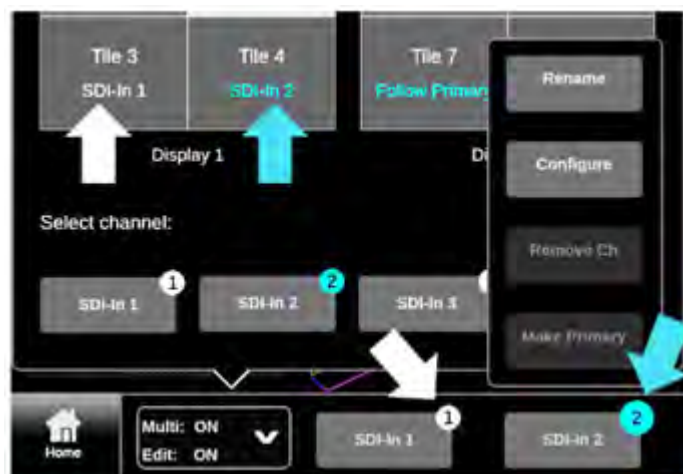 Tile 3
Tile 4
Tile 7
SDI-In 1
SDI-In 2
Follow Primary
Rename
Display 1
Di
Configure
Select channel:
Remove Ch
1
2
SDI-In 1
SDI-In 2
SDI-In 3
Make Primary
Multi: ON
Edit: ON
1
2
SDI-In 1
SDI-In 2
Home